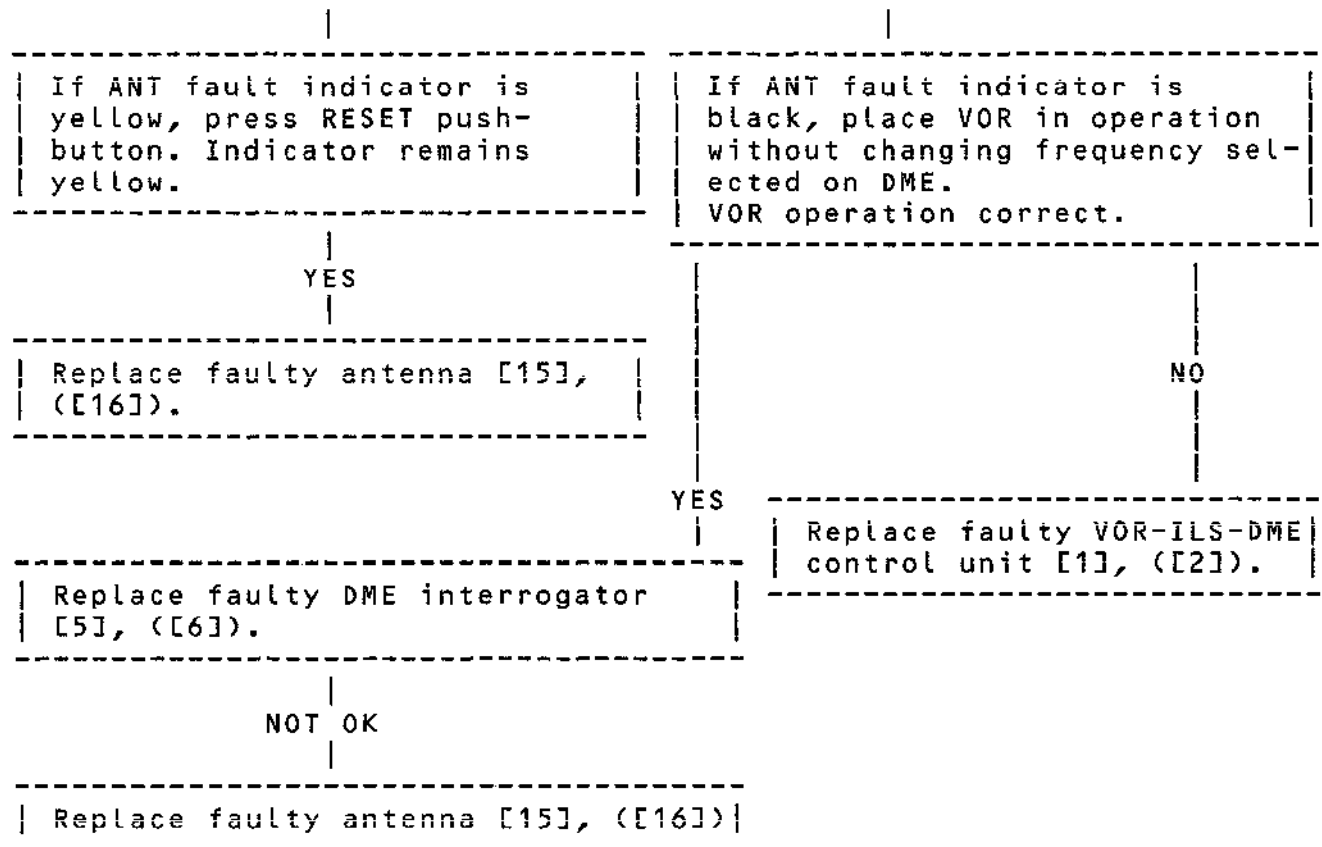 If ANT fault indicator is
yellow, press RESET push-
button. Indicator remains
yellow.
If ANT fault indicator is
black, place VOR in operation
without changing frequency sel-
ected on DME.
VOR operation correct.
YES
Replace faulty antenna [15],
([16]).
NO
YES
Replace faulty VOR-ILS-DME
control unit [1], ([2]).
Replace faulty DME interrogator
[5], ([6]).
NOT OK
Replace faulty antenna [15], ([16])